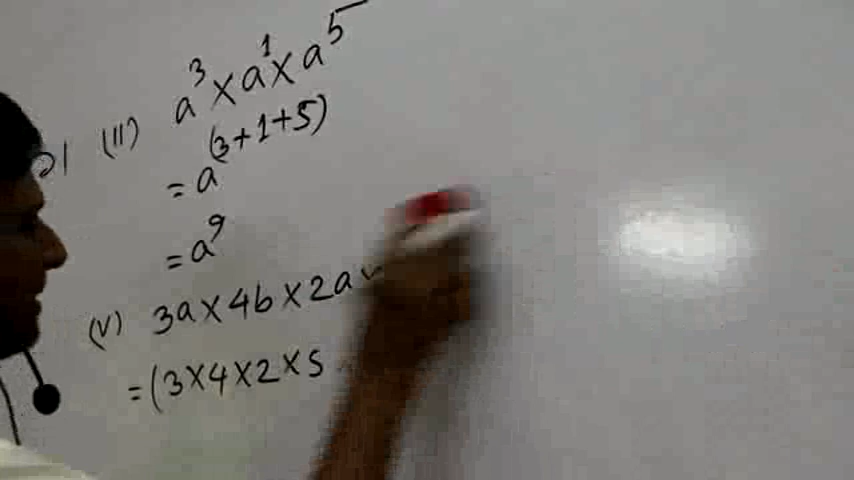 (II) a³ × a¹ × a⁵
= a⁽³⁺¹⁺⁵⁾
= a⁹
(V) 3a × 4b × 2a
= (3×4×2×5